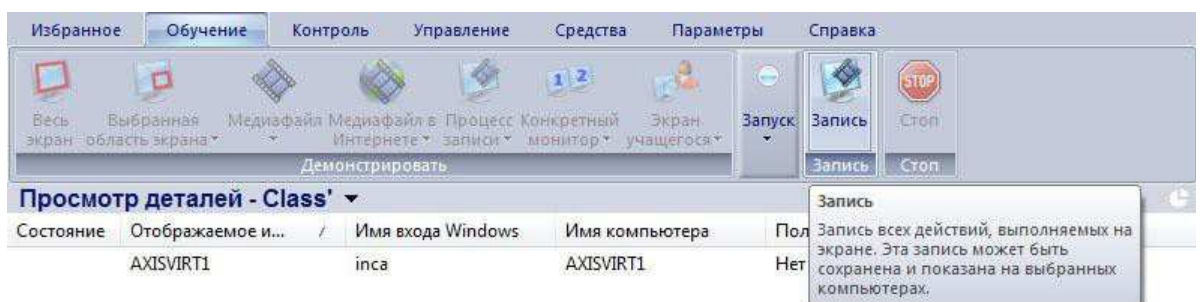 Избранное Обучение Контроль Управление Средства Параметры Справка
Весь экран Выбранная область экрана Медиафайл Медиафайл в Интернете Процесс записи Конкретный монитор Экран учащегося Запуск Запись Стоп
Демонстрировать Запись Стоп
Просмотр деталей - Class'
Состояние Отображаемое и... / Имя входа Windows Имя компьютера Пол
AXISVIRT1 inca AXISVIRT1 Нет
Запись
Запись всех действий, выполняемых на
экране. Эта запись может быть
сохранена и показана на выбранных
компьютерах.